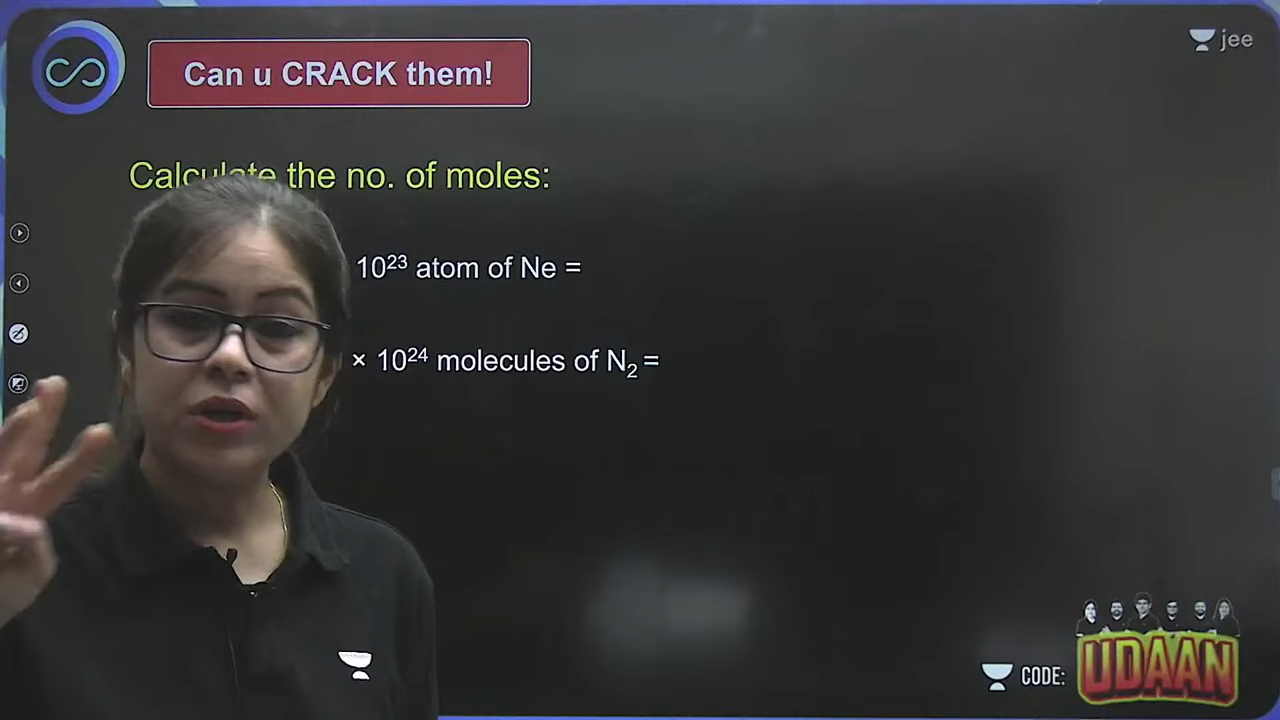 Can u CRACK them!
jee
Calculate the no. of moles:
10²³ atom of Ne =
× 10²⁴ molecules of N₂ =
CODE: UDAAN